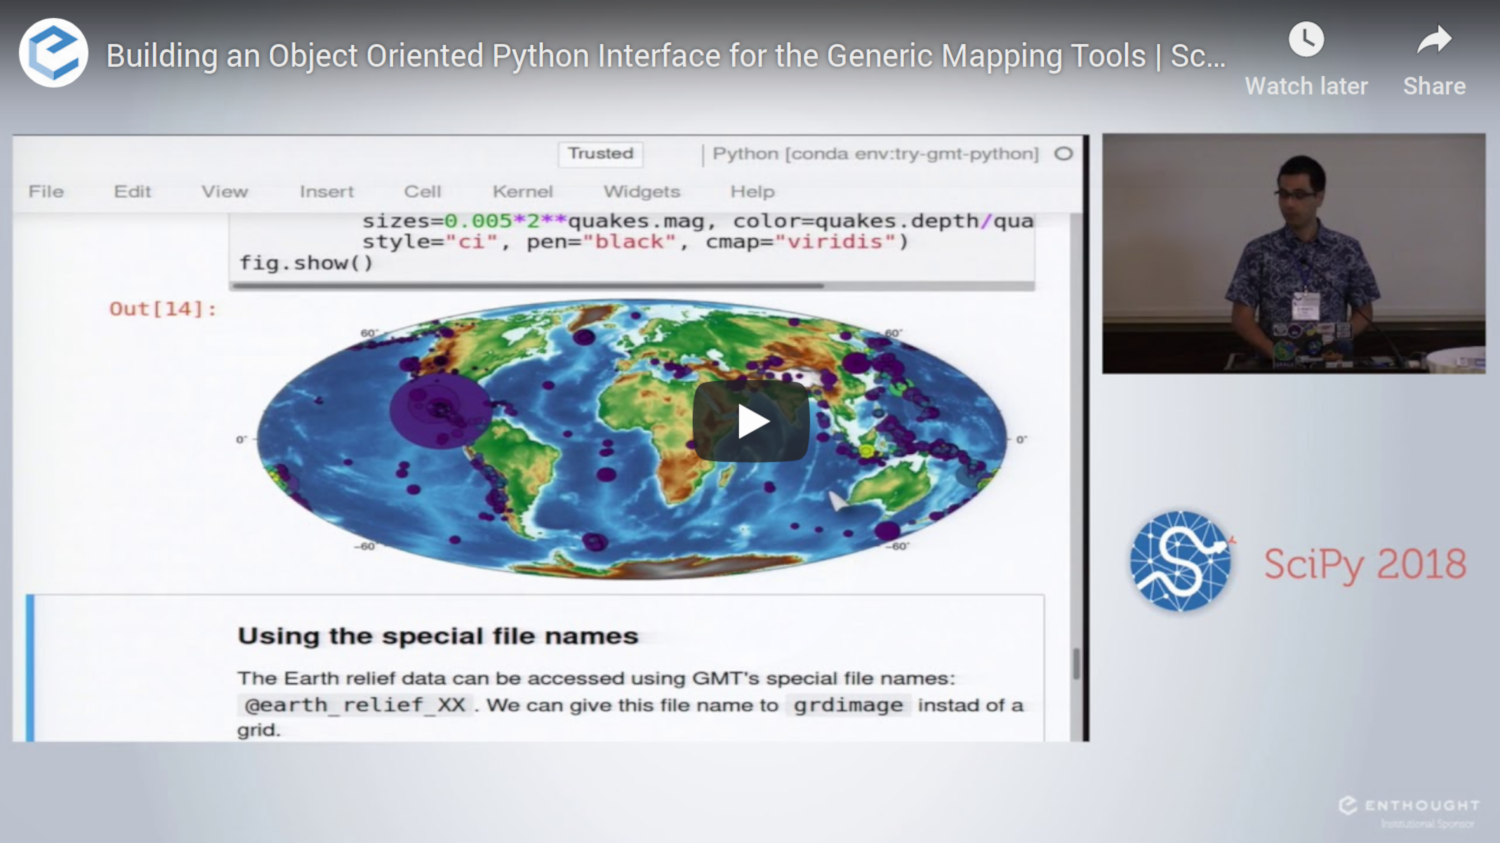 Building an Object Oriented Python Interface for the Generic Mapping Tools | Sc...
Watch later
Share
Trusted
Python [conda env:try-gmt-python]
File Edit View Insert Cell Kernel Widgets Help
sizes=0.005*2**quakes.mag, color=quakes.depth/qua
style="ci", pen="black", cmap="viridis")
fig.show()
Out[14]:
60°
60°
0°
0°
-60°
-60°
Using the special file names
The Earth relief data can be accessed using GMT's special file names:
@earth_relief_XX . We can give this file name to grdimage instad of a
grid.
SciPy 2018
ENTHOUGHT
Institutional Sponsor